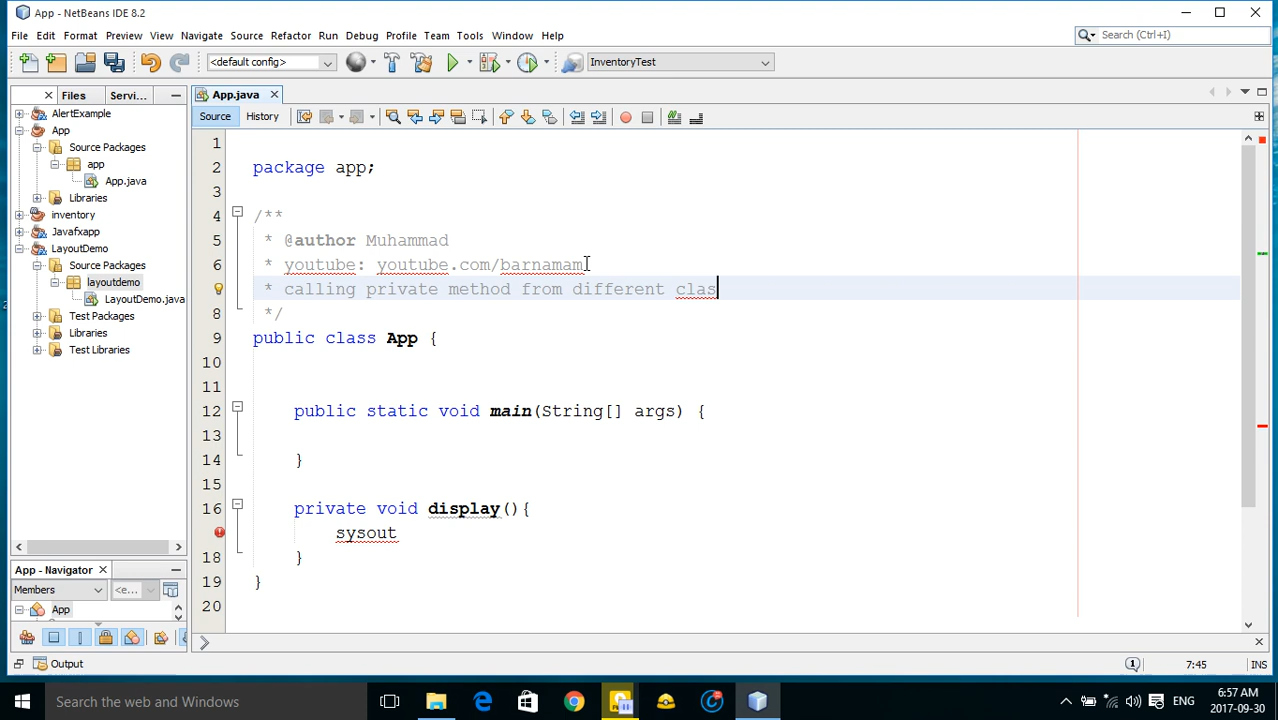 App - NetBeans IDE 8.2
File Edit Format Preview View Navigate Source Refactor Run Debug Profile Team Tools Window Help
Search (Ctrl+I)
<default config>
InventoryTest
Files Servi...
App.java
Source History
AlertExample
App
Source Packages
app
App.java
Libraries
inventory
Javafxapp
LayoutDemo
Source Packages
layoutdemo
LayoutDemo.java
Test Packages
Libraries
Test Libraries
1
2 package app;
3
4 /**
5 * @author Muhammad
6 * youtube: youtube.com/barnamam
* calling private method from different clas
8 */
9 public class App {
10
11
12 public static void main(String[] args) {
13
14 }
15
16 private void display(){
sysout
18 }
19 }
20
App - Navigator
Members
<e...
App
Output
1
7:45
INS
Search the web and Windows
ENG
6:57 AM
2017-09-30